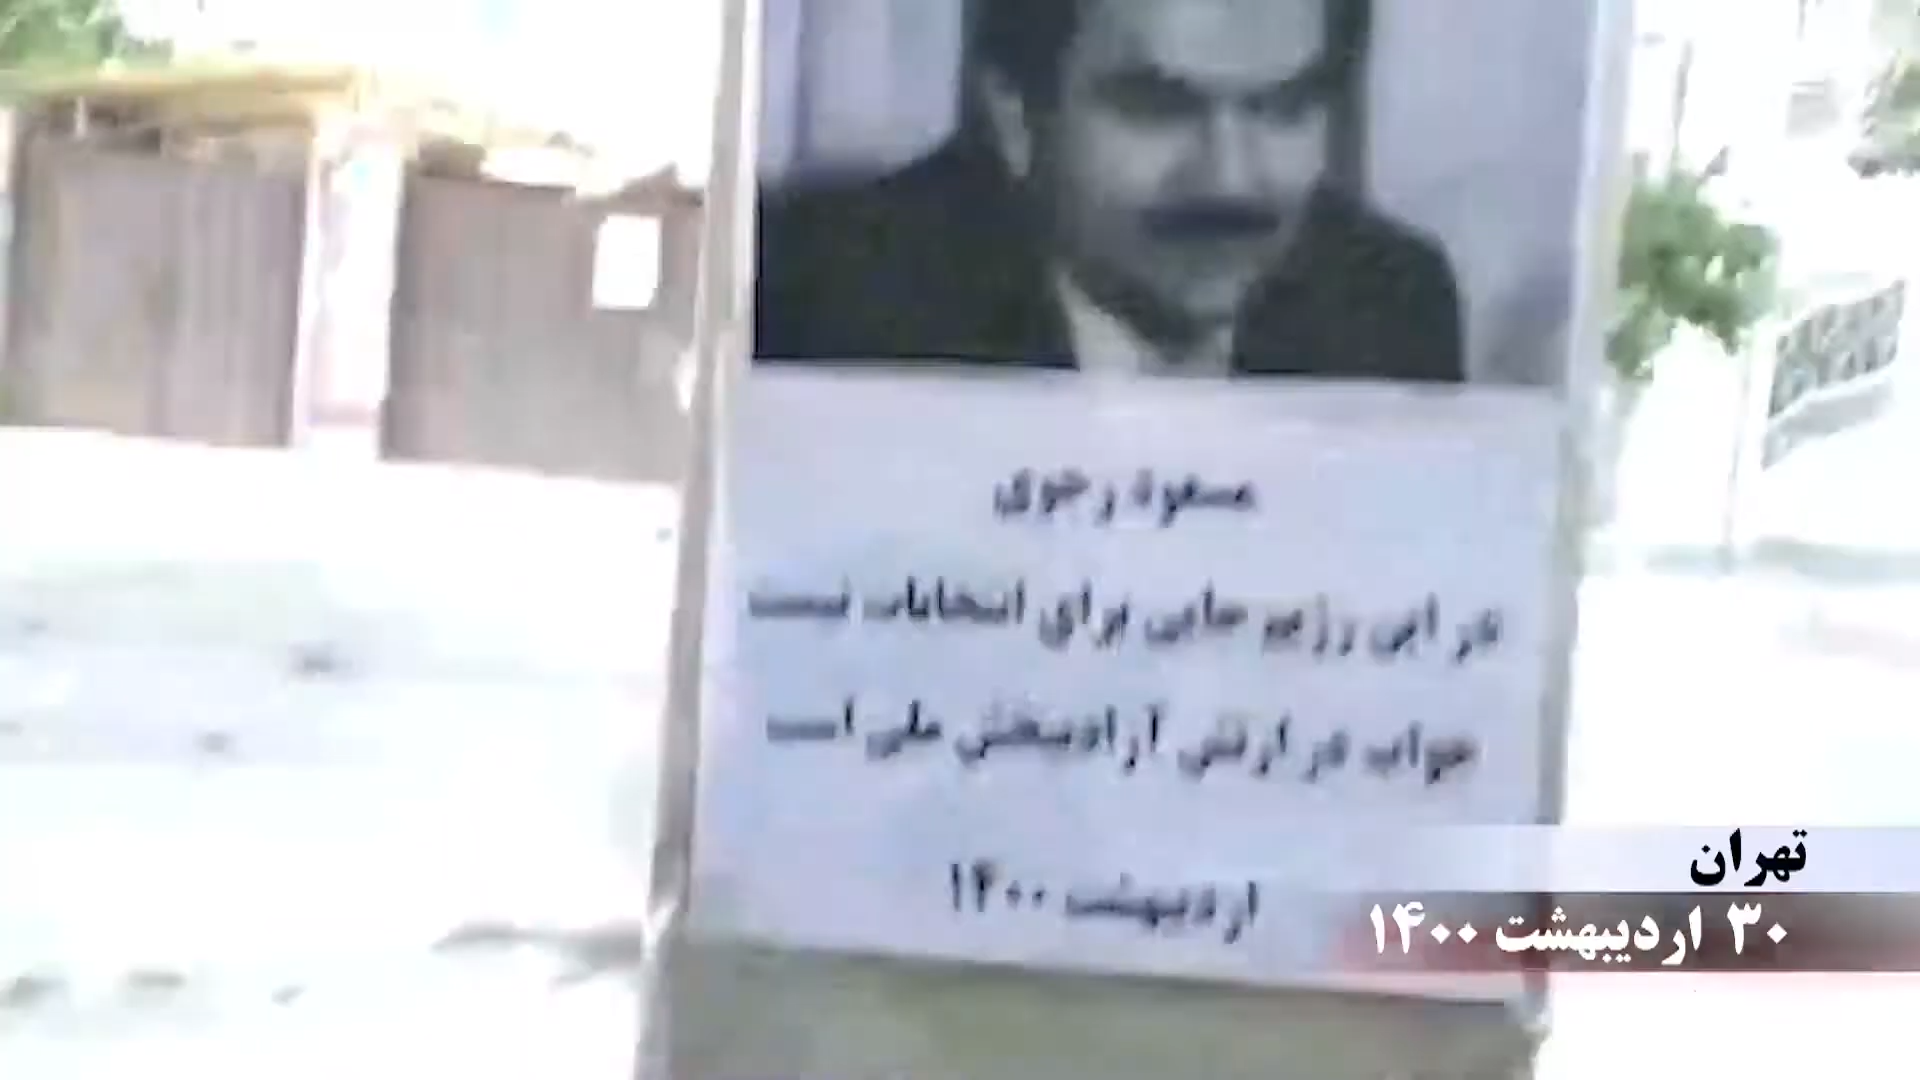 مسعود رجوی
در این رژیم جایی برای انتخابات نیست
جواب در ارتش آزادیبخش ملی است
اردیبهشت ۱۴۰۰
تهران
۳۰ اردیبهشت ۱۴۰۰